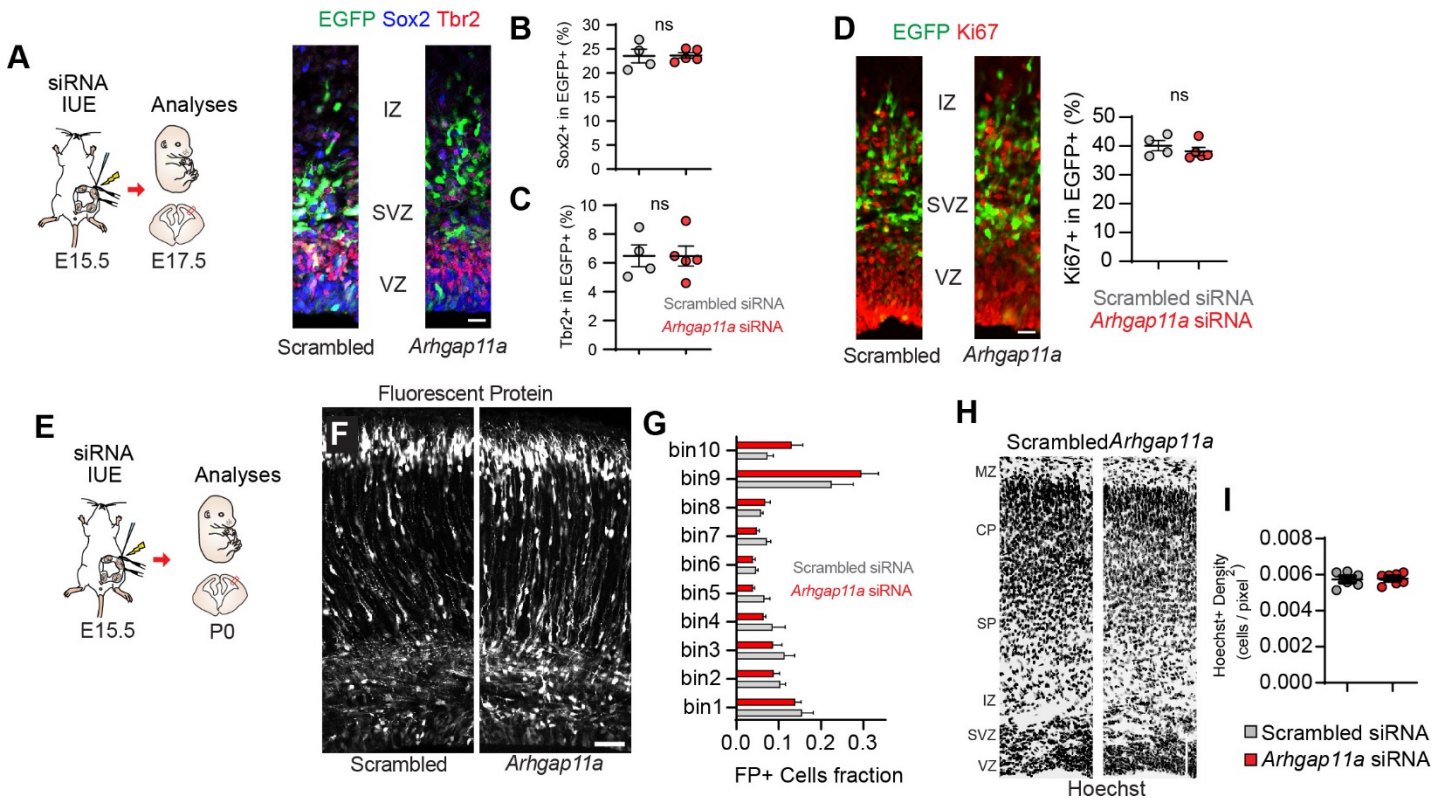 A
siRNA
IUE
Analyses
E15.5
E17.5
EGFP Sox2 Tbr2
IZ
SVZ
VZ
Scrambled
Arhgap11a
B
ns
Sox2+ in EGFP+ (%)
30
25
20
15
10
5
0
C
ns
Tbr2+ in EGFP+ (%)
10
8
6
4
2
0
Scrambled siRNA
Arhgap11a siRNA
D
EGFP Ki67
IZ
SVZ
VZ
Scrambled
Arhgap11a
ns
Ki67+ in EGFP+ (%)
50
40
30
20
10
0
Scrambled siRNA
Arhgap11a siRNA
E
siRNA
IUE
Analyses
E15.5
P0
Fluorescent Protein
F
Scrambled
Arhgap11a
G
bin10
bin9
bin8
bin7
bin6
bin5
bin4
bin3
bin2
bin1
Scrambled siRNA
Arhgap11a siRNA
0.0 0.1 0.2 0.3
FP+ Cells fraction
H
Scrambled Arhgap11a
MZ
CP
SP
IZ
SVZ
VZ
Hoechst
I
Hoechst+ Density
(cells / pixel²)
0.008
0.006
0.004
0.002
0.000
Scrambled siRNA
Arhgap11a siRNA